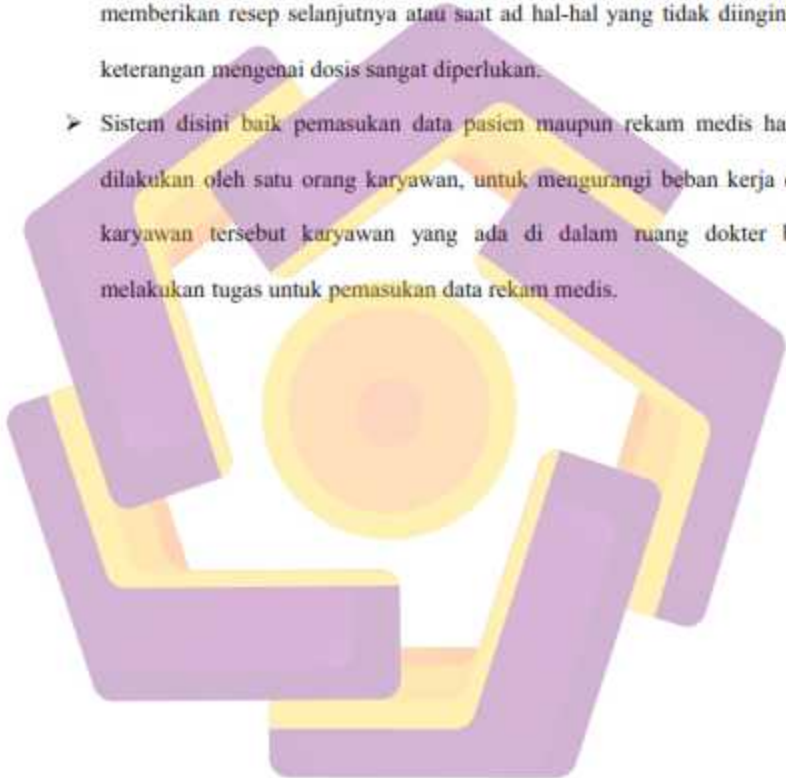 memberikan resep selanjutnya atau saat ad hal-hal yang tidak diingin
keterangan mengenai dosis sangat diperlukan.
➤ Sistem disini baik pemasukan data pasien maupun rekam medis ha
dilakukan oleh satu orang karyawan, untuk mengurangi beban kerja
karyawan tersebut karyawan yang ada di dalam ruang dokter b
melakukan tugas untuk pemasukan data rekam medis.